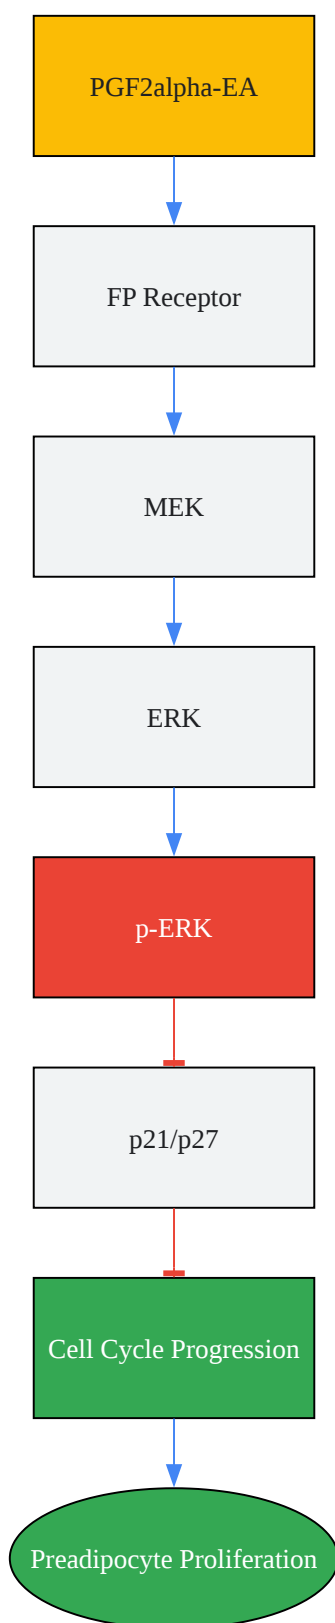 PGF2alpha-EA
FP Receptor
MEK
ERK
p-ERK
p21/p27
Cell Cycle Progression
Preadipocyte Proliferation